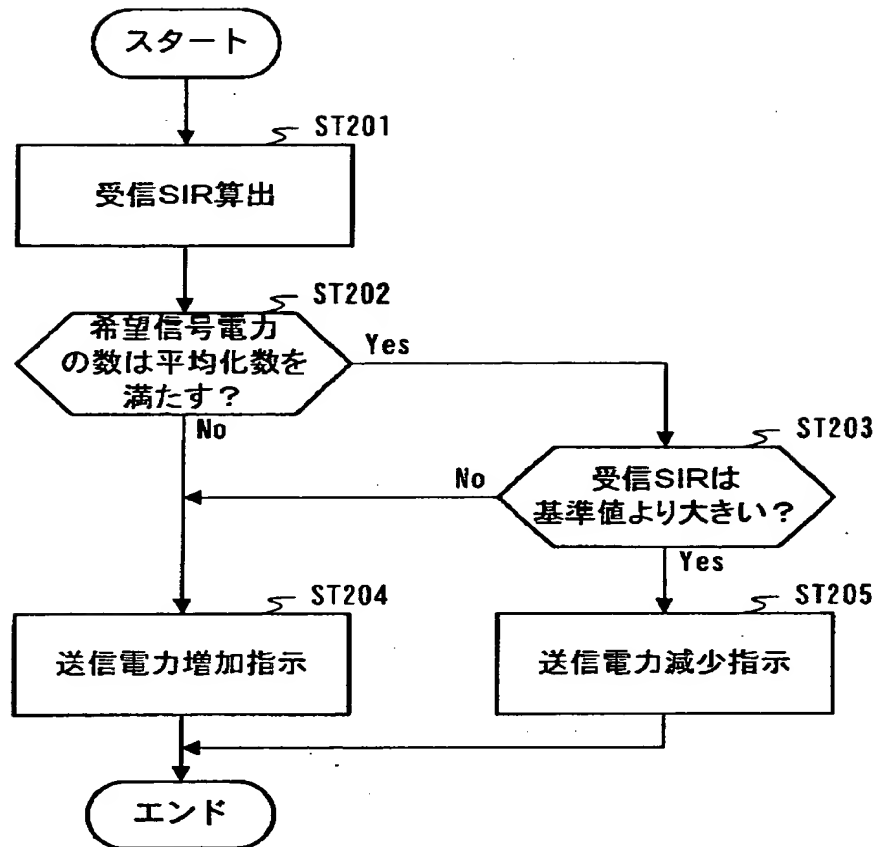 スタート
ST201
受信SIR算出
ST202
希望信号電力
の数は平均化数を
満たす?
Yes
No
ST203
受信SIRは
基準値より大きい?
No
Yes
ST204
送信電力増加指示
ST205
送信電力減少指示
エンド